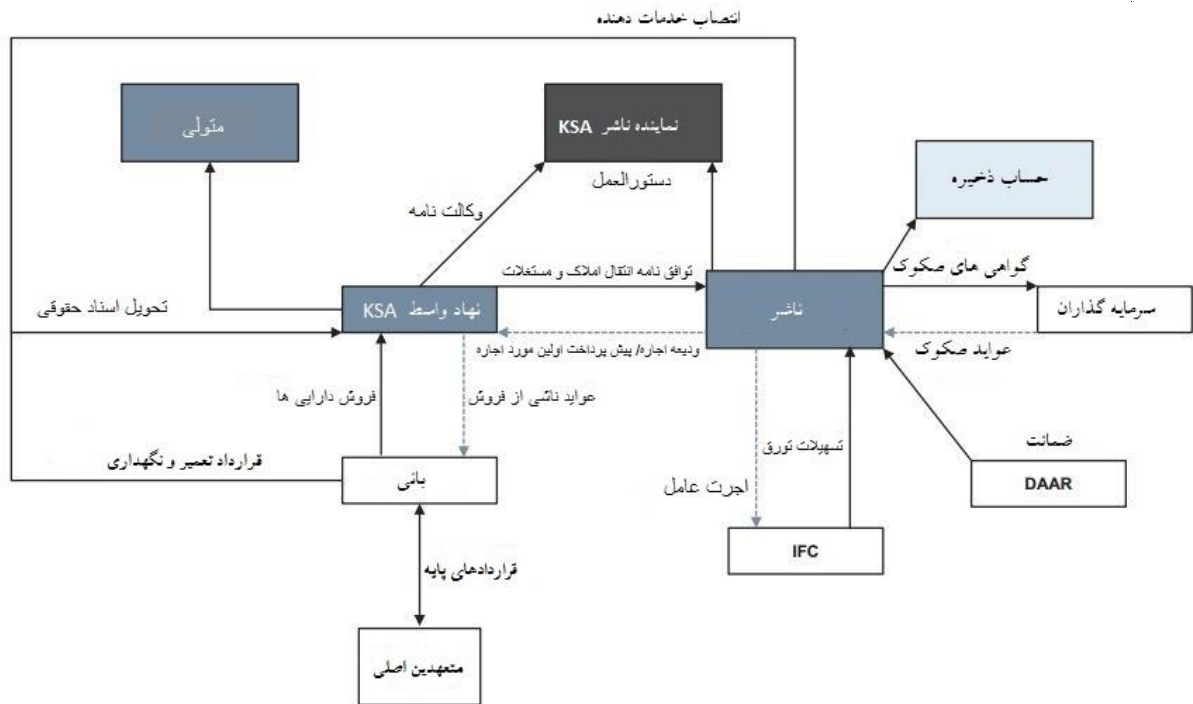 انتصاب خدمات دهنده
متولی
نماینده ناشر KSA
حساب ذخیره
دستورالعمل
وکالت نامه
گواهی های صکوک
توافق نامه انتقال املاک و مستغلات
تحویل اسناد حقوقی
نهاد واسط KSA
ناشر
سرمایه گذاران
عواید صکوک
ودیعه اجاره/ پیش پرداخت اولین مورد اجاره
فروش دارایی ها
عواید ناشی از فروش
تسهیلات تورق
ضمانت
قرارداد تعمیر و نگهداری
بانی
اجرت عامل
DAAR
IFC
قراردادهای پایه
متعهدین اصلی